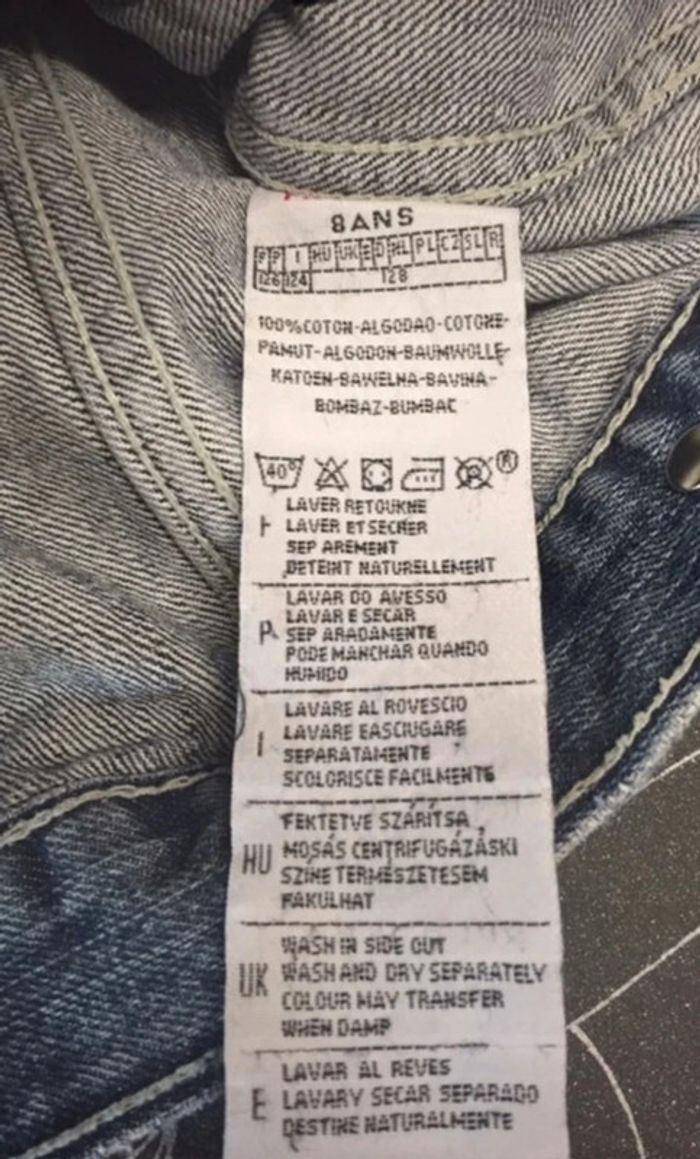 8ANS
F P I HU UK E D NL PL CZ SL R
126 124 128
100%COTON-ALGODAO-COTONE-
PAMUT-ALGODON-BAUMWOLLE-
KATOEN-BAWELNA-BAVINA-
BOMBAZ-BUMBAC
40°
F
LAVER RETOURNE
LAVER ET SECHER
SEP AREMENT
DETEINT NATURELLEMENT
P
LAVAR DO AVESSO
LAVAR E SECAR
SEP ARADAMENTE
PODE MANCHAR QUANDO
HUMIDO
I
LAVARE AL ROVESCIO
LAVARE EASCIUGARE
SEPARATAMENTE
SCOLORISCE FACILMENTE
HU
FEKTETVE SZÁRÍTSA
MOSÁS CENTRIFUGÁZÁSKI
SZINE TERMÉSZETESEM
FAKULHAT
UK
WASH IN SIDE OUT
WASH AND DRY SEPARATELY
COLOUR MAY TRANSFER
WHEN DAMP
E
LAVAR AL REVES
LAVARY SECAR SEPARADO
DESTINE NATURALMENTE